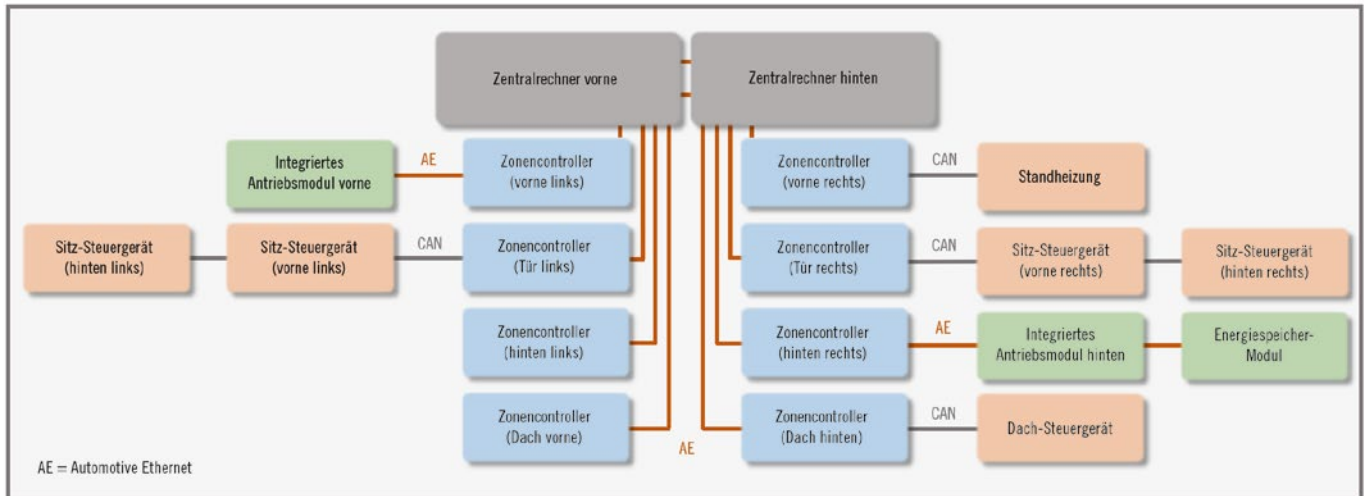 Zentralrechner vorne
Zentralrechner hinten
Integriertes
Antriebsmodul vorne
AE
Zonencontroller
(vorne links)
Zonencontroller
(vorne rechts)
CAN
Standheizung
Sitz-Steuergerät
(hinten links)
Sitz-Steuergerät
(vorne links)
CAN
Zonencontroller
(Tür links)
Zonencontroller
(Tür rechts)
CAN
Sitz-Steuergerät
(vorne rechts)
Sitz-Steuergerät
(hinten rechts)
Zonencontroller
(hinten links)
Zonencontroller
(hinten rechts)
AE
Integriertes
Antriebsmodul hinten
Energiespeicher-
Modul
Zonencontroller
(Dach vorne)
AE
Zonencontroller
(Dach hinten)
CAN
Dach-Steuergerät
AE = Automotive Ethernet